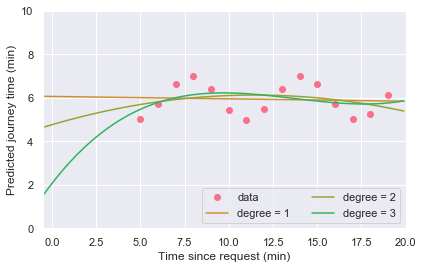 Predicted journey time (min)
10
8
6
4
2
0
0.0
2.5
5.0
7.5
10.0
12.5
15.0
17.5
20.0
Time since request (min)
data
degree = 1
degree = 2
degree = 3